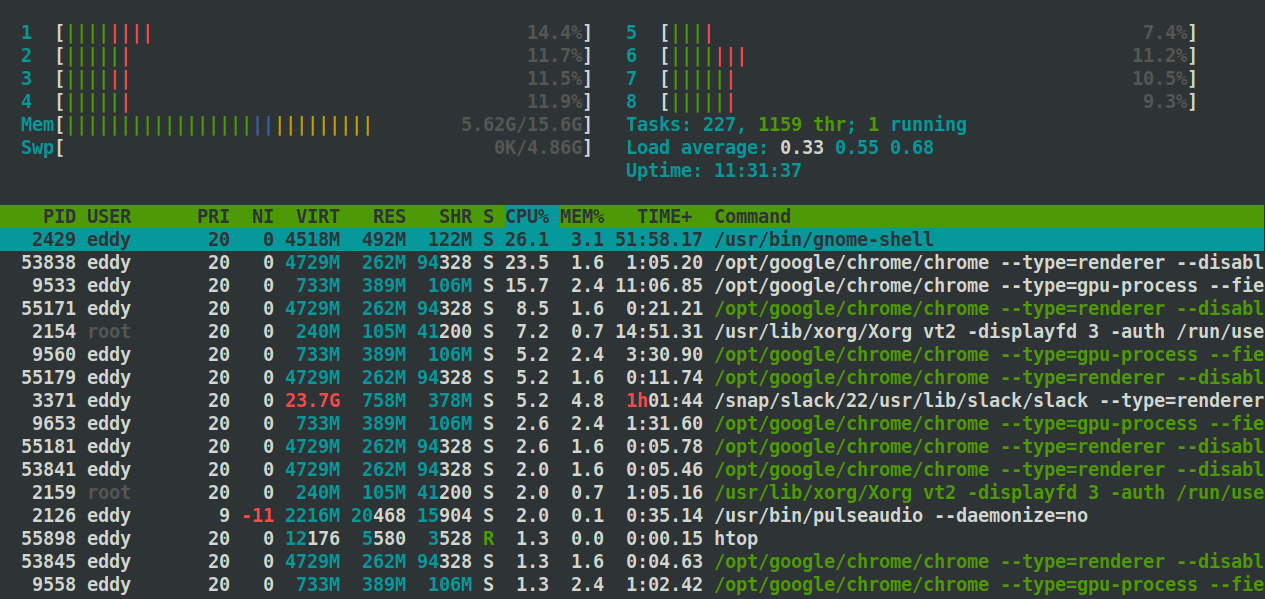 1 [|||||||| 14.4%] 5 [|||| 7.4%]
2 [|||||| 11.7%] 6 [||||||| 11.2%]
3 [|||||| 11.5%] 7 [|||||| 10.5%]
4 [|||||| 11.9%] 8 [|||||| 9.3%]
Mem[|||||||||||||||||||||||||||| 5.62G/15.6G] Tasks: 227, 1159 thr; 1 running
Swp[ 0K/4.86G] Load average: 0.33 0.55 0.68
Uptime: 11:31:37
PID USER PRI NI VIRT RES SHR S CPU% MEM% TIME+ Command
2429 eddy 20 0 4518M 492M 122M S 26.1 3.1 51:58.17 /usr/bin/gnome-shell
53838 eddy 20 0 4729M 262M 94328 S 23.5 1.6 1:05.20 /opt/google/chrome/chrome --type=renderer --disabl
9533 eddy 20 0 733M 389M 106M S 15.7 2.4 11:06.85 /opt/google/chrome/chrome --type=gpu-process --fie
55171 eddy 20 0 4729M 262M 94328 S 8.5 1.6 0:21.21 /opt/google/chrome/chrome --type=renderer --disabl
2154 root 20 0 240M 105M 41200 S 7.2 0.7 14:51.31 /usr/lib/xorg/Xorg vt2 -displayfd 3 -auth /run/use
9560 eddy 20 0 733M 389M 106M S 5.2 2.4 3:30.90 /opt/google/chrome/chrome --type=gpu-process --fie
55179 eddy 20 0 4729M 262M 94328 S 5.2 1.6 0:11.74 /opt/google/chrome/chrome --type=renderer --disabl
3371 eddy 20 0 23.7G 758M 378M S 5.2 4.8 1h01:44 /snap/slack/22/usr/lib/slack/slack --type=renderer
9653 eddy 20 0 733M 389M 106M S 2.6 2.4 1:31.60 /opt/google/chrome/chrome --type=gpu-process --fie
55181 eddy 20 0 4729M 262M 94328 S 2.6 1.6 0:05.78 /opt/google/chrome/chrome --type=renderer --disabl
53841 eddy 20 0 4729M 262M 94328 S 2.0 1.6 0:05.46 /opt/google/chrome/chrome --type=renderer --disabl
2159 root 20 0 240M 105M 41200 S 2.0 0.7 1:05.16 /usr/lib/xorg/Xorg vt2 -displayfd 3 -auth /run/use
2126 eddy 9 -11 2216M 20468 15904 S 2.0 0.1 0:35.14 /usr/bin/pulseaudio --daemonize=no
55898 eddy 20 0 12176 5580 3528 R 1.3 0.0 0:00.15 htop
53845 eddy 20 0 4729M 262M 94328 S 1.3 1.6 0:04.63 /opt/google/chrome/chrome --type=renderer --disabl
9558 eddy 20 0 733M 389M 106M S 1.3 2.4 1:02.42 /opt/google/chrome/chrome --type=gpu-process --fie